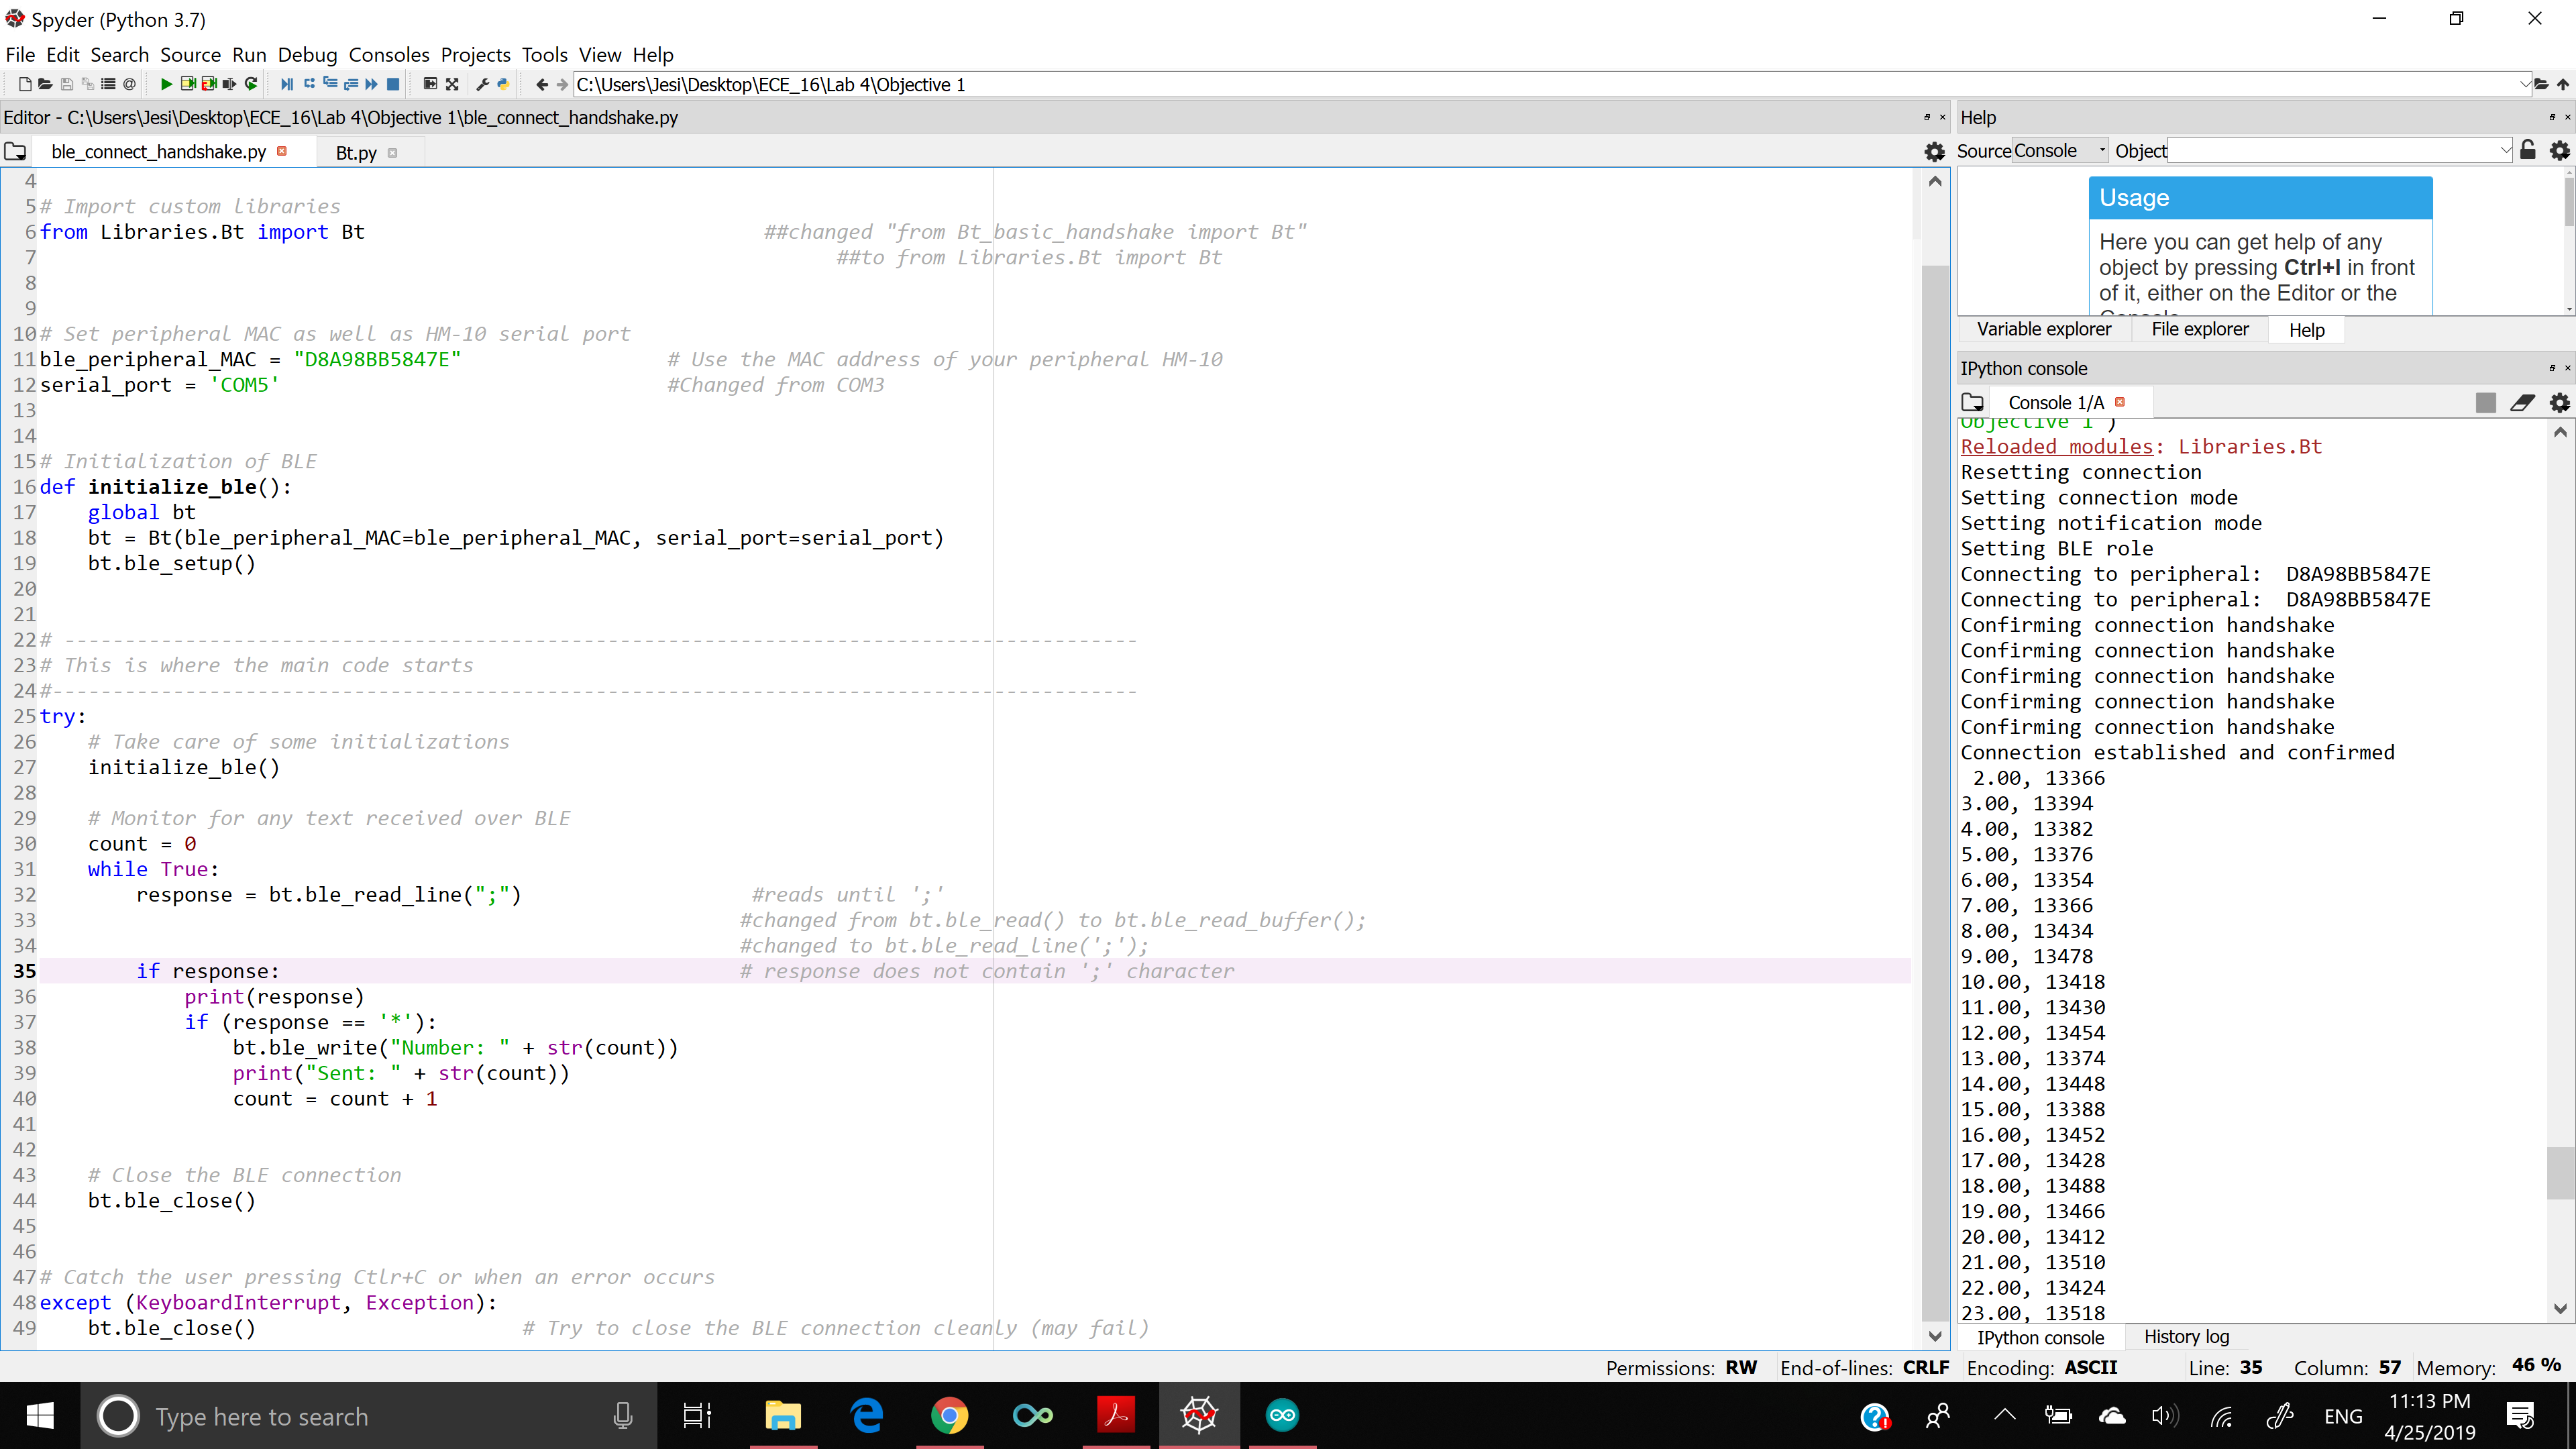 Spyder (Python 3.7)
File Edit Search Source Run Debug Consoles Projects Tools View Help
C:\Users\Jesi\Desktop\ECE_16\Lab 4\Objective 1
Editor - C:\Users\Jesi\Desktop\ECE_16\Lab 4\Objective 1\ble_connect_handshake.py
ble_connect_handshake.py Bt.py
4
5 # Import custom libraries
6 from Libraries.Bt import Bt ##changed "from Bt_basic_handshake import Bt"
7 ##to from Libraries.Bt import Bt
8
9
10 # Set peripheral MAC as well as HM-10 serial port
11 ble_peripheral_MAC = "D8A98BB5847E" # Use the MAC address of your peripheral HM-10
12 serial_port = 'COM5' #Changed from COM3
13
14
15 # Initialization of BLE
16 def initialize_ble():
17 global bt
18 bt = Bt(ble_peripheral_MAC=ble_peripheral_MAC, serial_port=serial_port)
19 bt.ble_setup()
20
21
22 # -----------------------------------------------------------------------------------------
23 # This is where the main code starts
24 #------------------------------------------------------------------------------------------
25 try:
26 # Take care of some initializations
27 initialize_ble()
28
29 # Monitor for any text received over BLE
30 count = 0
31 while True:
32 response = bt.ble_read_line(";") #reads until ';'
33 #changed from bt.ble_read() to bt.ble_read_buffer();
34 #changed to bt.ble_read_line(';');
35 if response: # response does not contain ';' character
36 print(response)
37 if (response == '*'):
38 bt.ble_write("Number: " + str(count))
39 print("Sent: " + str(count))
40 count = count + 1
41
42
43 # Close the BLE connection
44 bt.ble_close()
45
46
47 # Catch the user pressing Ctlr+C or when an error occurs
48 except (KeyboardInterrupt, Exception):
49 bt.ble_close() # Try to close the BLE connection cleanly (may fail)
Help
Source Console Object
Usage
Here you can get help of any
object by pressing Ctrl+I in front
of it, either on the Editor or the
Console.
Variable explorer File explorer Help
IPython console
Console 1/A
Objective 1')
Reloaded modules: Libraries.Bt
Resetting connection
Setting connection mode
Setting notification mode
Setting BLE role
Connecting to peripheral: D8A98BB5847E
Connecting to peripheral: D8A98BB5847E
Confirming connection handshake
Confirming connection handshake
Confirming connection handshake
Confirming connection handshake
Confirming connection handshake
Connection established and confirmed
2.00, 13366
3.00, 13394
4.00, 13382
5.00, 13376
6.00, 13354
7.00, 13366
8.00, 13434
9.00, 13478
10.00, 13418
11.00, 13430
12.00, 13454
13.00, 13374
14.00, 13448
15.00, 13388
16.00, 13452
17.00, 13428
18.00, 13488
19.00, 13466
20.00, 13412
21.00, 13510
22.00, 13424
23.00, 13518
IPython console History log
Permissions: RW End-of-lines: CRLF Encoding: ASCII Line: 35 Column: 57 Memory: 46 %
Type here to search
ENG
11:13 PM
4/25/2019